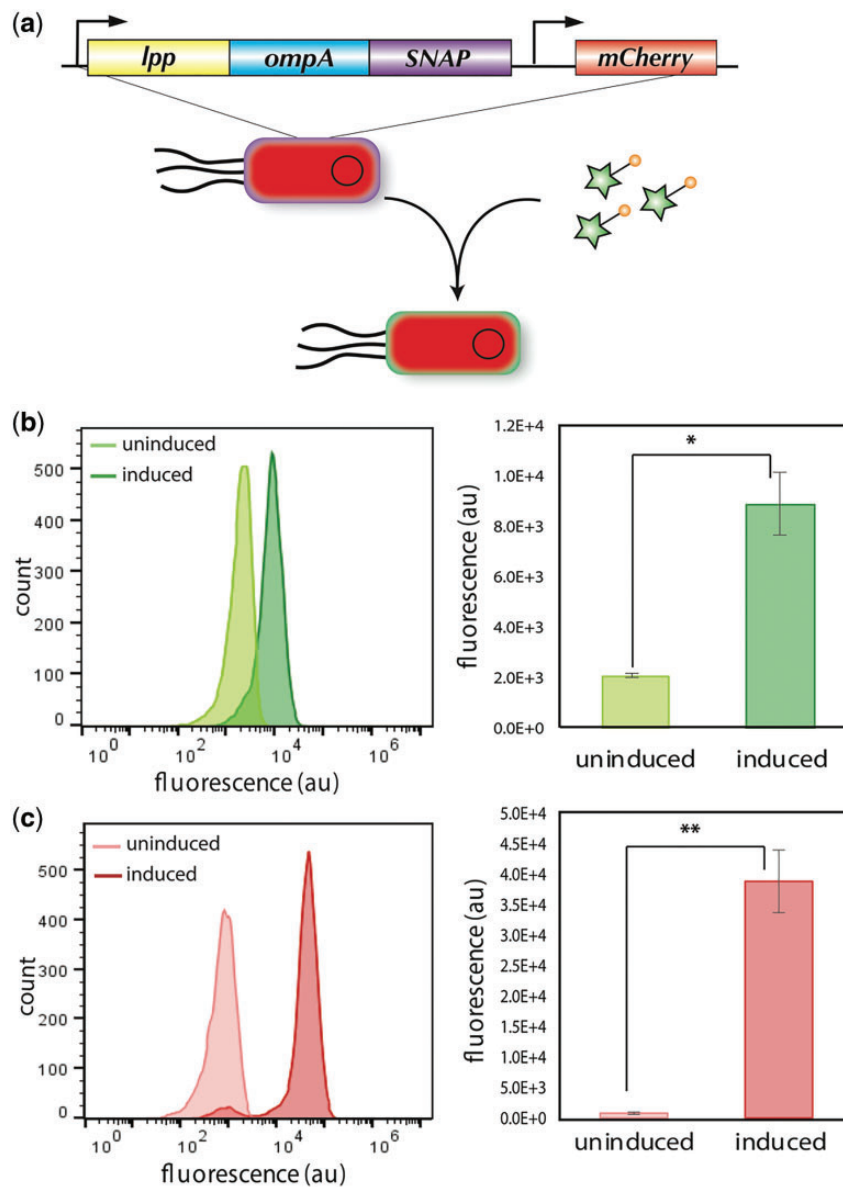 (a)
lpp ompA SNAP mCherry
(b)
uninduced
induced
500
400
300
200
100
0
count
10^0 10^2 10^4 10^6
fluorescence (au)
1.2E+4
1.0E+4
8.0E+3
6.0E+3
4.0E+3
2.0E+3
0.0E+0
fluorescence (au)
*
uninduced induced
(c)
uninduced
induced
500
400
300
200
100
0
count
10^0 10^2 10^4 10^6
fluorescence (au)
5.0E+4
4.5E+4
4.0E+4
3.5E+4
3.0E+4
2.5E+4
2.0E+4
1.5E+4
1.0E+4
5.0E+3
0.0E+0
fluorescence (au)
**
uninduced induced